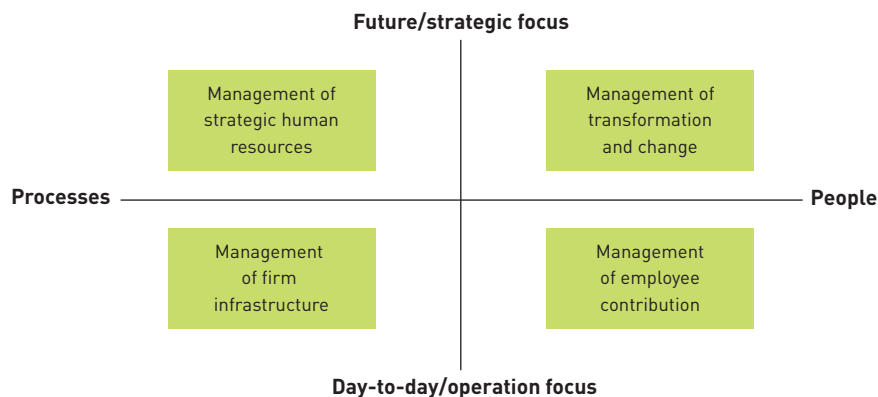 Future/strategic focus
Management of
strategic human
resources
Management of
transformation
and change
Processes
People
Management
of firm
infrastructure
Management
of employee
contribution
Day-to-day/operation focus